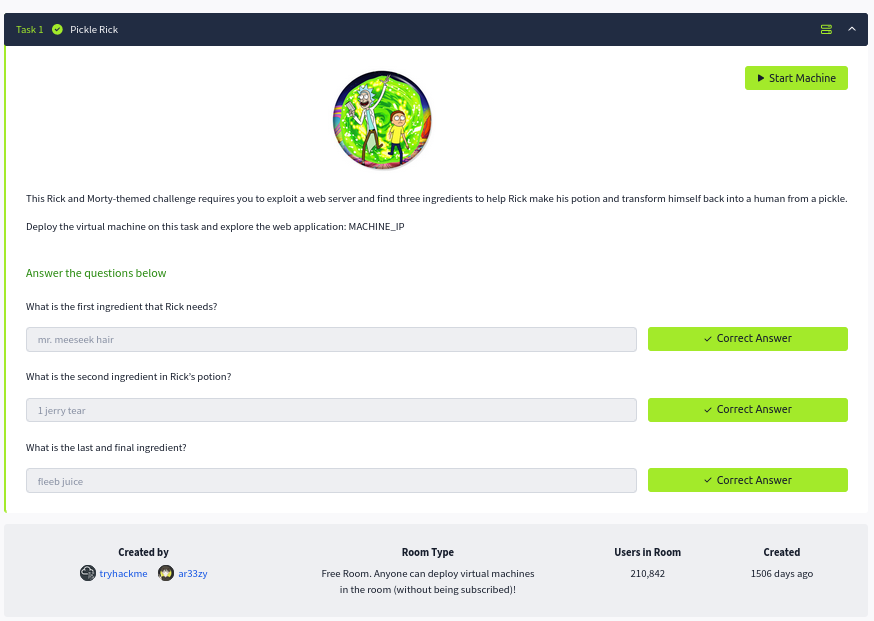 Task 1 Pickle Rick
Start Machine
This Rick and Morty-themed challenge requires you to exploit a web server and find three ingredients to help Rick make his potion and transform himself back into a human from a pickle.
Deploy the virtual machine on this task and explore the web application: MACHINE_IP
Answer the questions below
What is the first ingredient that Rick needs?
mr. meeseek hair
Correct Answer
What is the second ingredient in Rick's potion?
1 jerry tear
Correct Answer
What is the last and final ingredient?
fleeb juice
Correct Answer
Created by
tryhackme ar33zy
Room Type
Free Room. Anyone can deploy virtual machines
in the room (without being subscribed)!
Users in Room
210,842
Created
1506 days ago